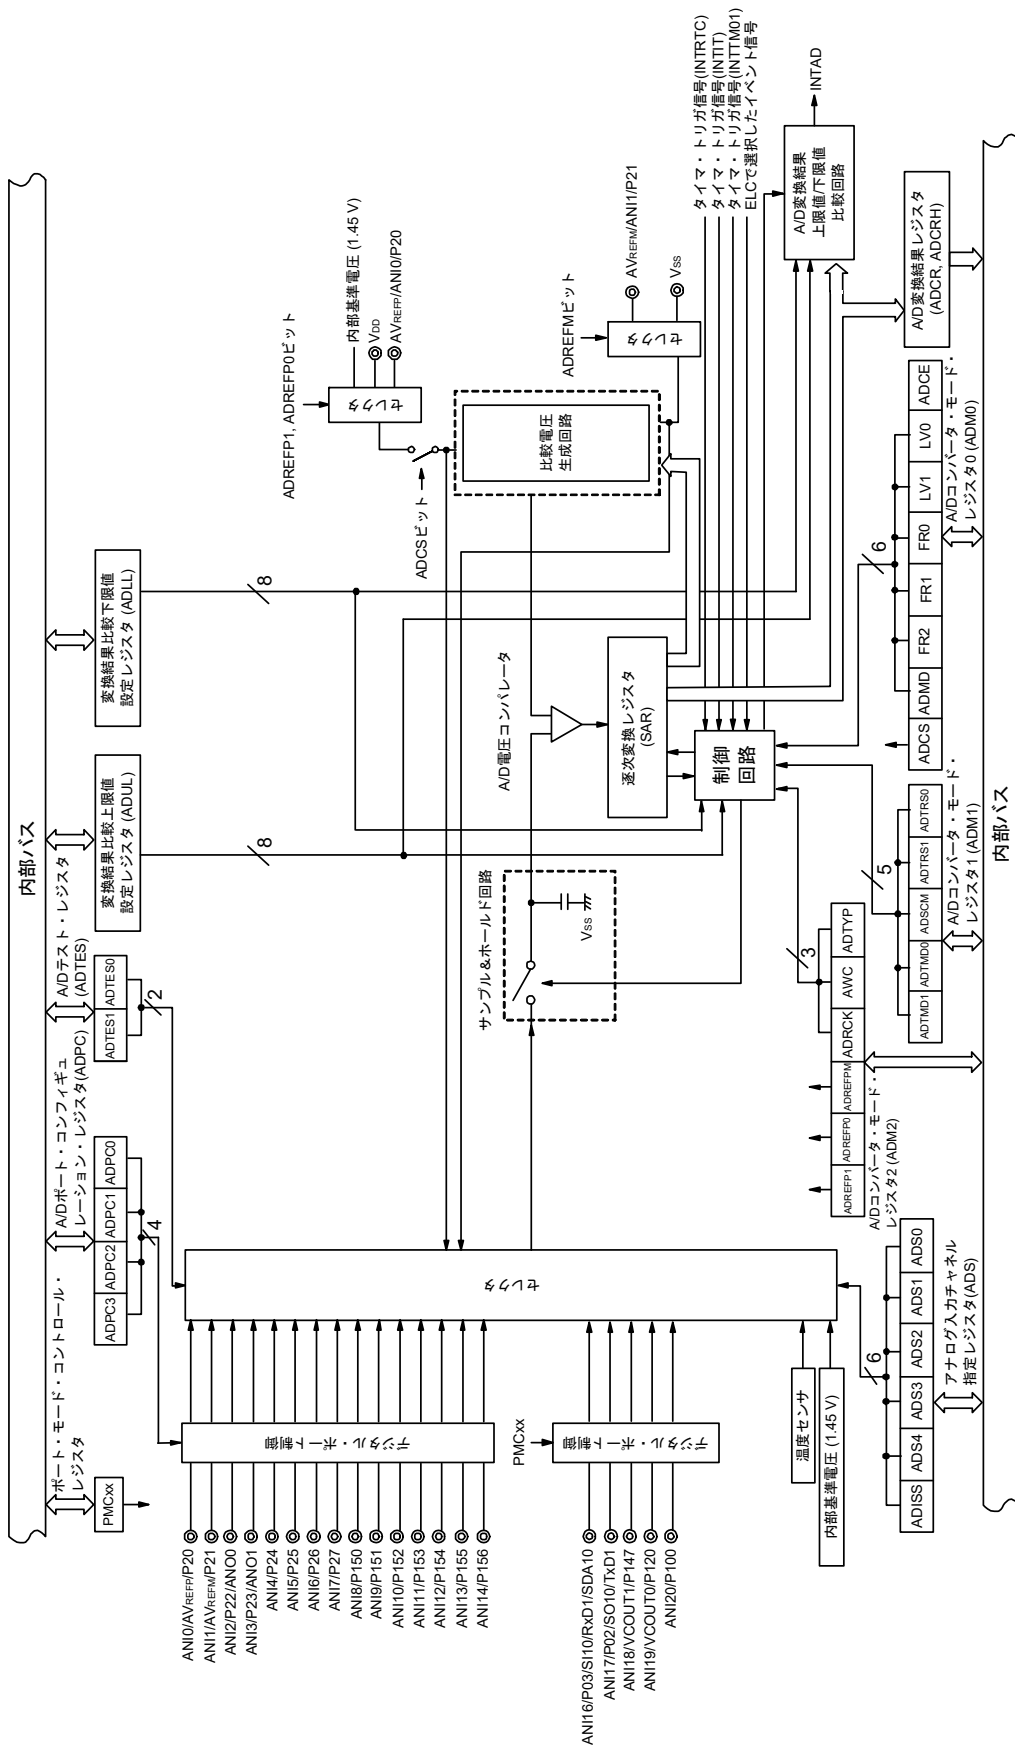 内部バス
ポート・モード・コントロール・
レジスタ
PMCxx
A/Dポート・コンフィギュ
レーション・レジスタ(ADPC)
ADPC3
ADPC2
ADPC1
ADPC0
4
A/Dテスト・レジスタ
(ADTES)
ADTES1
ADTES0
2
変換結果比較上限値
設定レジスタ (ADUL)
8
変換結果比較下限値
設定レジスタ (ADLL)
8
ADREFP1, ADREFP0ビット
セレクタ
内部基準電圧 (1.45 V)
VDD
AVREFP/ANI0/P20
ADCSビット
比較電圧
生成回路
ADREFMビット
セレクタ
AVREFM/ANI1/P21
VSS
ANI0/AVREFP/P20
ANI1/AVREFM/P21
ANI2/P22/ANO0
ANI3/P23/ANO1
ANI4/P24
ANI5/P25
ANI6/P26
ANI7/P27
ANI8/P150
ANI9/P151
ANI10/P152
ANI11/P153
ANI12/P154
ANI13/P155
ANI14/P156
デジタル・ポート制御
ANI16/P03/SI10/RxD1/SDA10
ANI17/P02/SO10/TxD1
ANI18/VCOUT1/P147
ANI19/VCOUT0/P120
ANI20/P100
PMCxx
デジタル・ポート制御
セレクタ
温度センサ
内部基準電圧 (1.45 V)
サンプル&ホールド回路
VSS
A/D電圧コンパレータ
逐次変換レジスタ
(SAR)
制御
回路
タイマ・トリガ信号(INTRTC)
タイマ・トリガ信号(INTIT)
タイマ・トリガ信号(INTTM01)
ELCで選択したイベント信号
A/D変換結果
上限値/下限値
比較回路
INTAD
A/D変換結果レジスタ
(ADCR, ADCRH)
6
ADISS
ADS4
ADS3
ADS2
ADS1
ADS0
アナログ入力チャネル
指定レジスタ(ADS)
3
ADREFP1
ADREFP0
ADREFPM
ADRCK
AWC
ADTYP
A/Dコンバータ・モード・
レジスタ2 (ADM2)
5
ADTMD1
ADTMD0
ADSCM
ADTRS1
ADTRS0
A/Dコンバータ・モード・
レジスタ1 (ADM1)
6
ADCS
ADMD
FR2
FR1
FR0
LV1
LV0
ADCE
A/Dコンバータ・モード・
レジスタ0 (ADM0)
内部バス